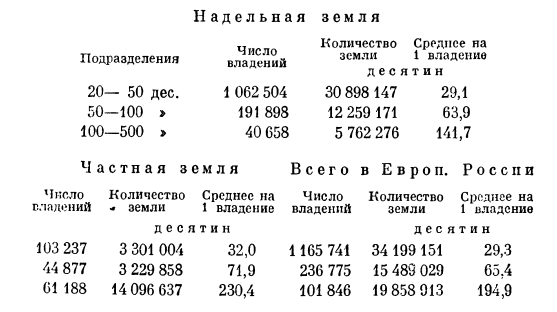 Надельная земля
Подразделения Число владений Количество земли Среднее на 1 владение
десятин
20— 50 дес. 1 062 504 30 898 147 29,1
50—100 » 191 898 12 259 171 63,9
100—500 » 40 658 5 762 276 141,7
Частная земля Всего в Европ. России
Число владений Количество земли Среднее на 1 владение Число владений Количество земли Среднее на 1 владение
десятин десятин
103 237 3 301 004 32,0 1 165 741 34 199 151 29,3
44 877 3 229 858 71,9 236 775 15 489 029 65,4
61 188 14 096 637 230,4 101 846 19 858 913 194,9